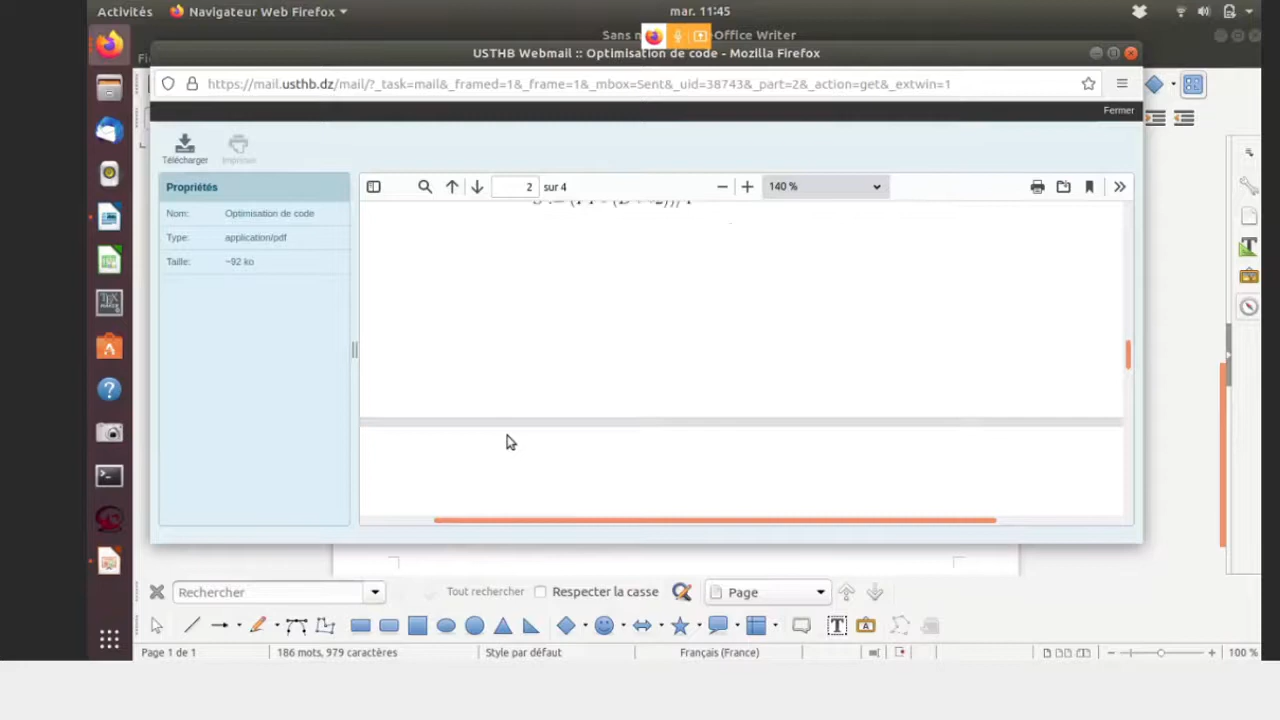 Activités
Navigateur Web Firefox
mar. 11:45
Sans
Office Writer
USTHB Webmail :: Optimisation de code - Mozilla Firefox
https://mail.usthb.dz/mail/?_task=mail&_framed=1&_frame=1&_mbox=Sent&_uid=38743&_part=2&_action=get&_extwin=1
Fermer
Télécharger
Imprimer
Propriétés
Nom: Optimisation de code
Type: application/pdf
Taille: ~92 ko
2 sur 4
140 %
Rechercher
Tout rechercher
Respecter la casse
Page
Page 1 de 1
186 mots, 979 caractères
Style par défaut
Français (France)
100 %